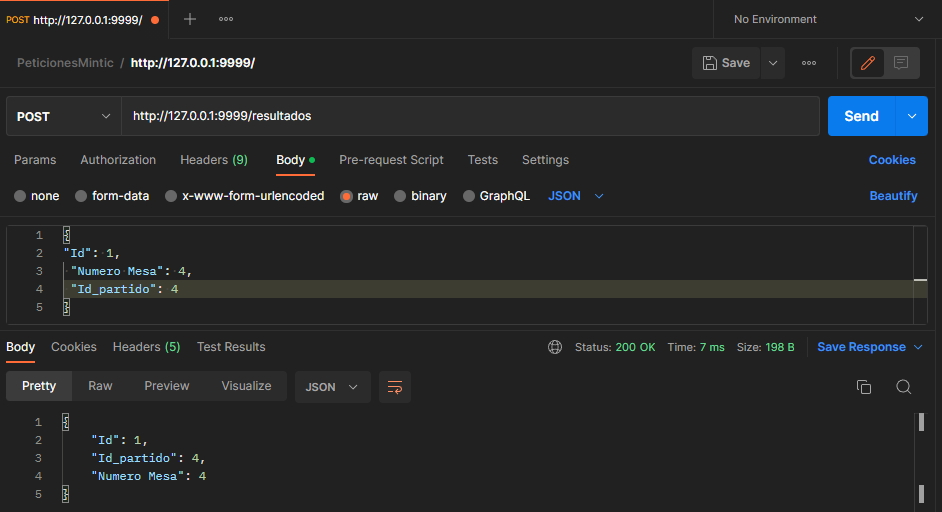 POST http://127.0.0.1:9999/
No Environment
PeticionesMintic / http://127.0.0.1:9999/
Save
POST http://127.0.0.1:9999/resultados Send
Params Authorization Headers (9) Body Pre-request Script Tests Settings Cookies
none form-data x-www-form-urlencoded raw binary GraphQL JSON Beautify
1 {
2 "Id": 1,
3 "Numero Mesa": 4,
4 "Id_partido": 4
5 }
Body Cookies Headers (5) Test Results Status: 200 OK Time: 7 ms Size: 198 B Save Response
Pretty Raw Preview Visualize JSON
1 {
2 "Id": 1,
3 "Id_partido": 4,
4 "Numero Mesa": 4
5 }